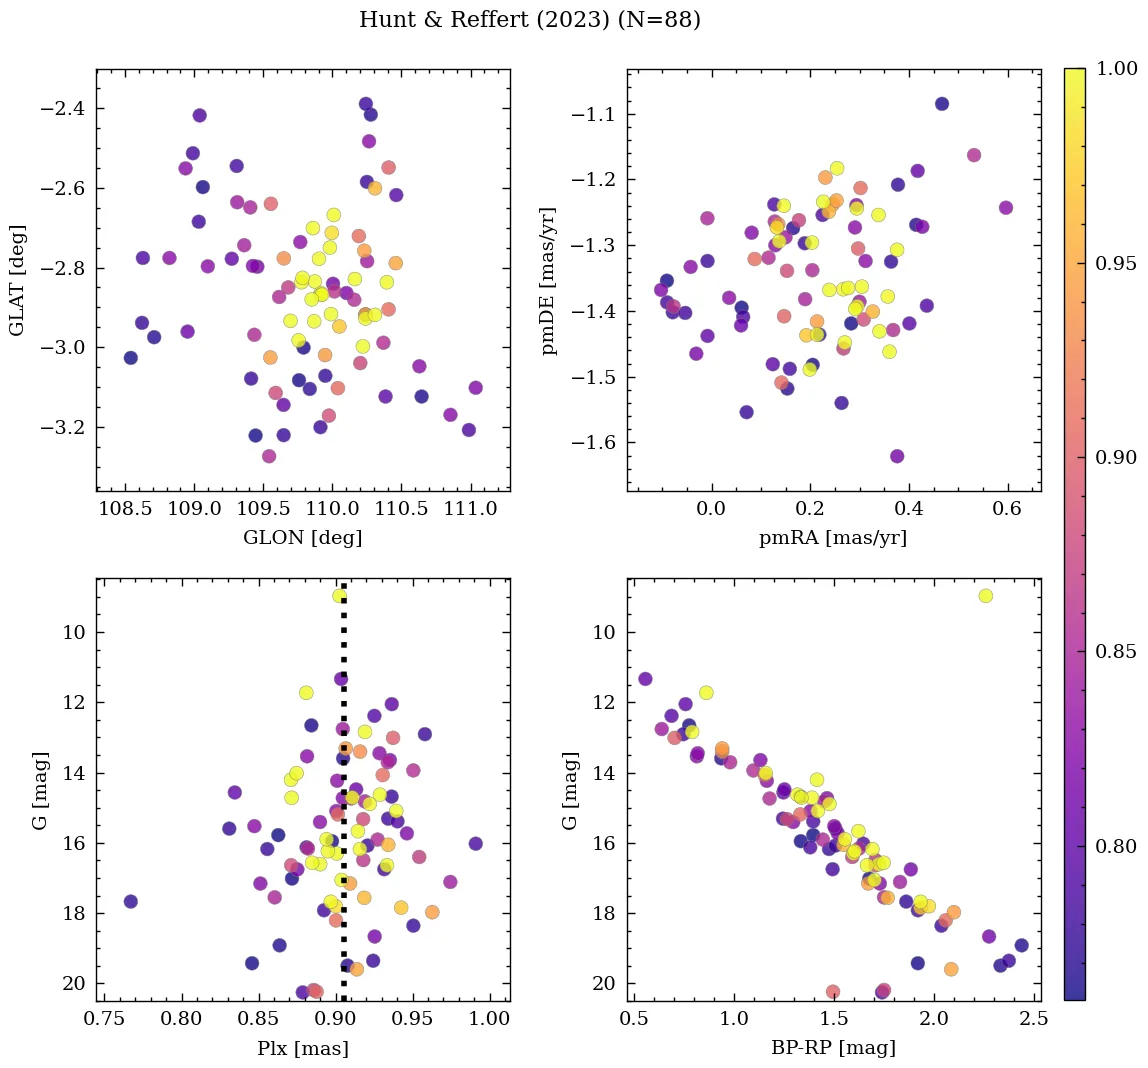 Hunt & Reffert (2023) (N=88)
−2.4
−2.6
−2.8
−3.0
−3.2
GLAT [deg]
108.5 109.0 109.5 110.0 110.5 111.0
GLON [deg]
−1.1
−1.2
−1.3
−1.4
−1.5
−1.6
pmDE [mas/yr]
0.0 0.2 0.4 0.6
pmRA [mas/yr]
10
12
14
16
18
20
G [mag]
0.75 0.80 0.85 0.90 0.95 1.00
Plx [mas]
10
12
14
16
18
20
G [mag]
0.5 1.0 1.5 2.0 2.5
BP-RP [mag]
1.00
0.95
0.90
0.85
0.80